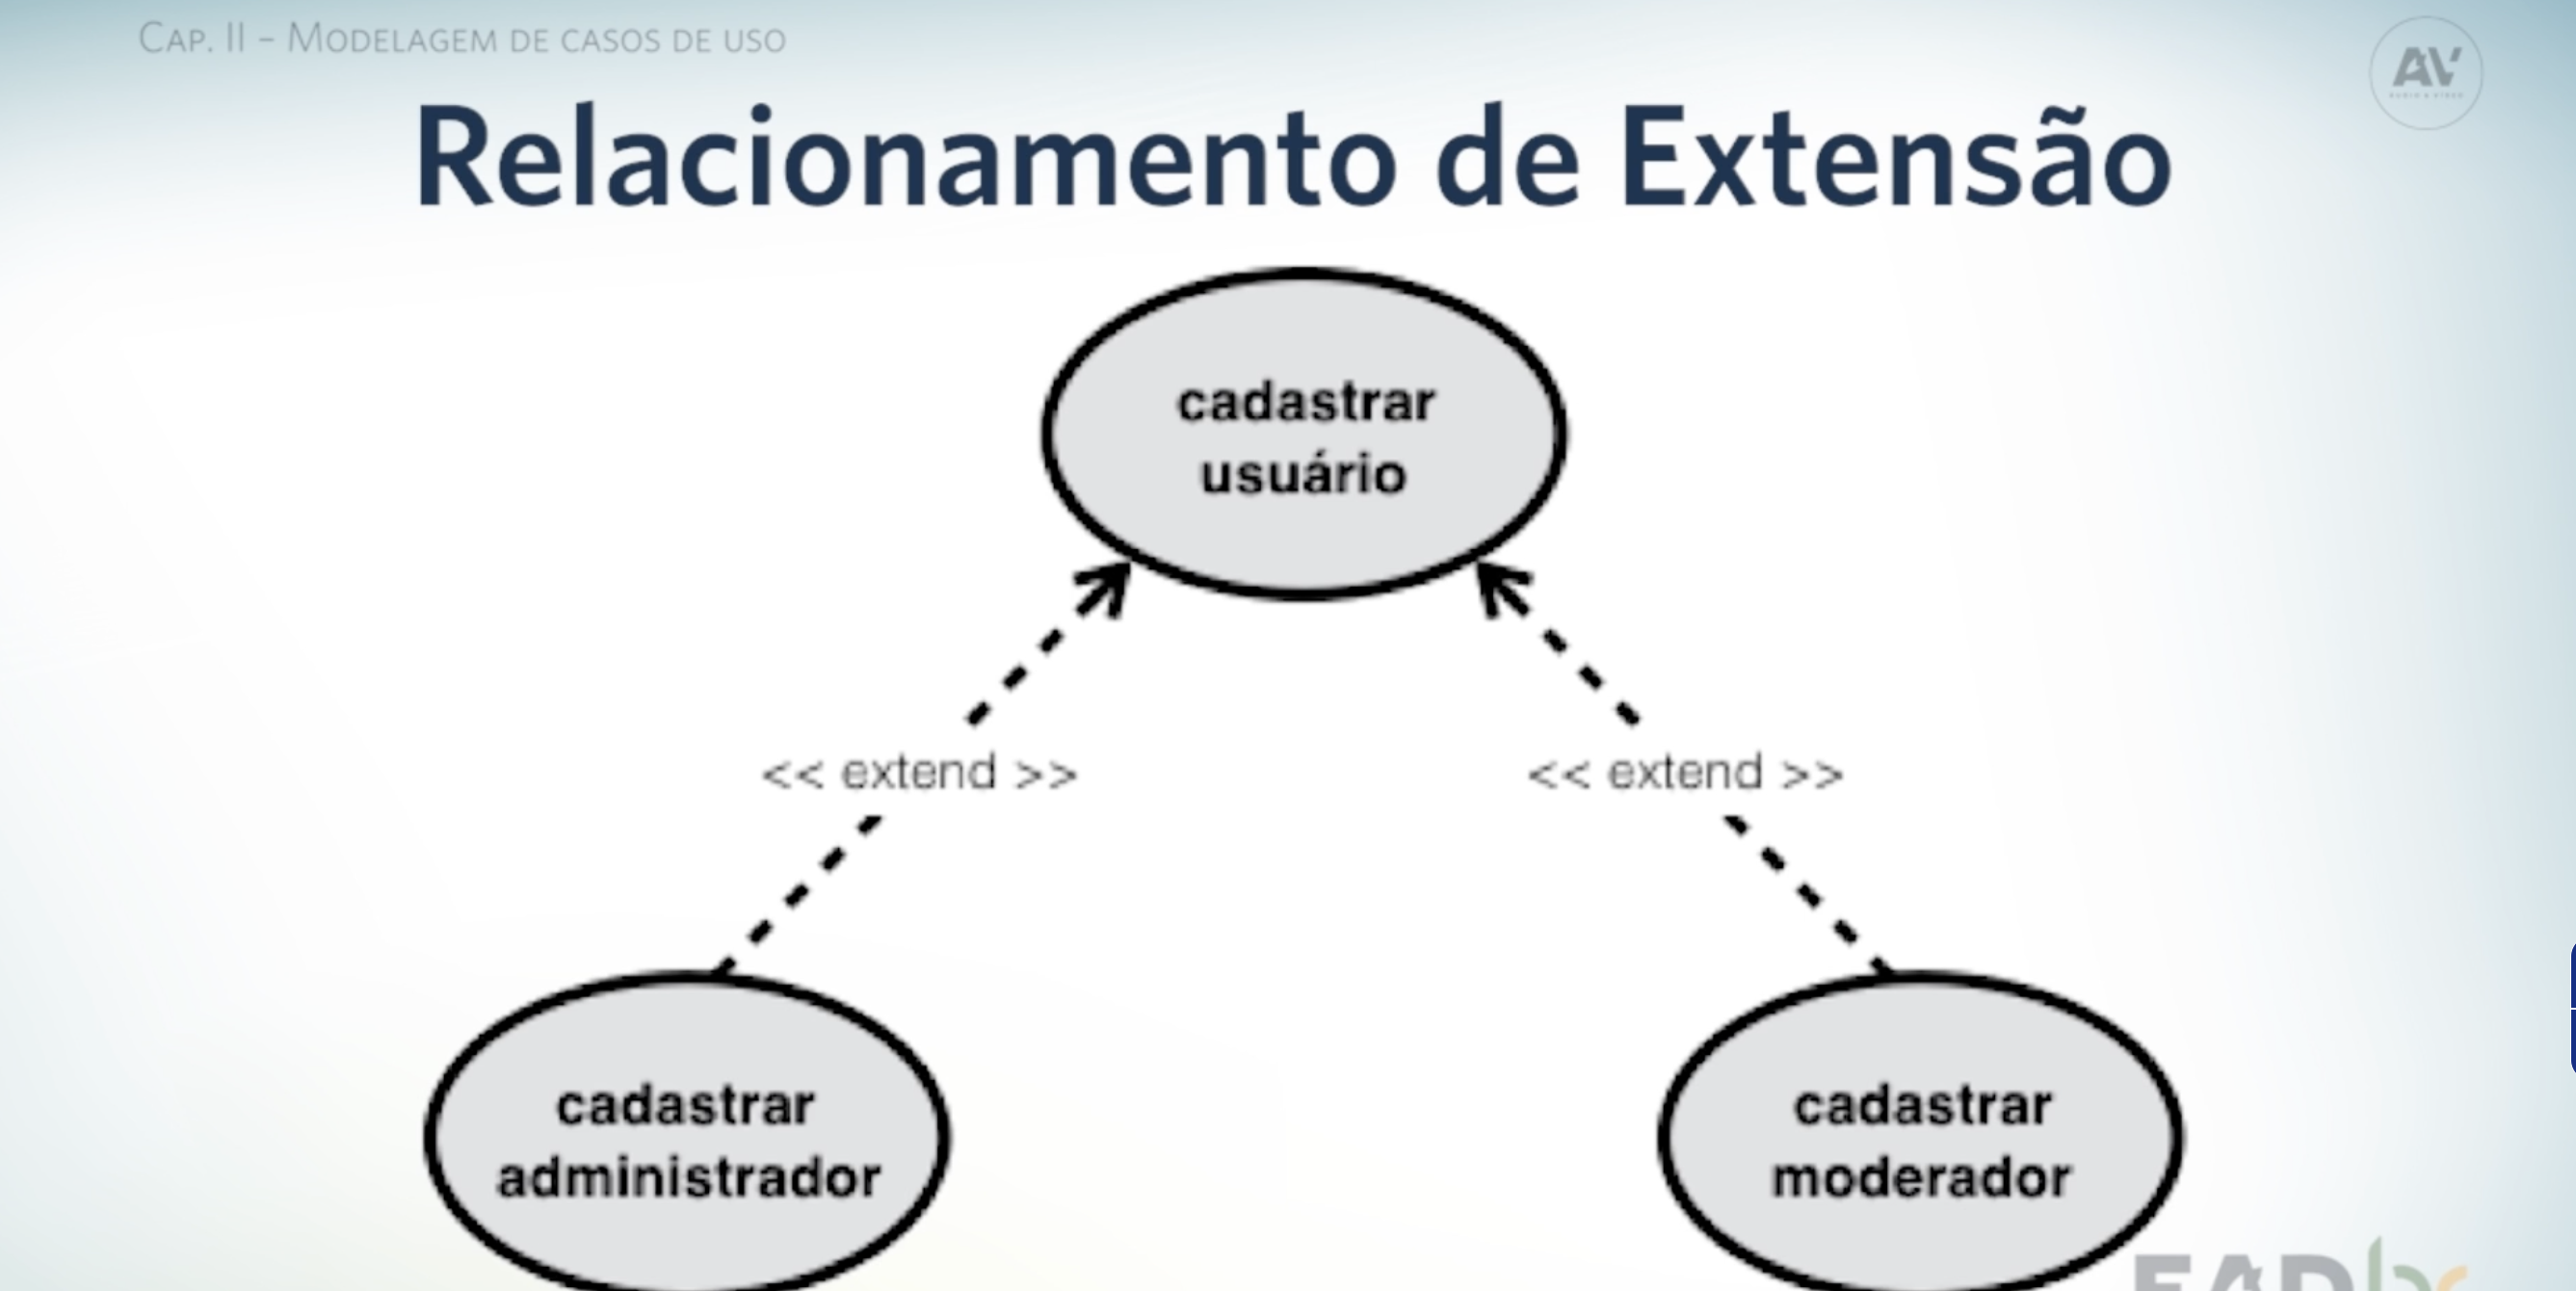 Cap. II – Modelagem de casos de uso
AV
Relacionamento de Extensão
cadastrar
usuário
<< extend >>
<< extend >>
cadastrar
administrador
cadastrar
moderador